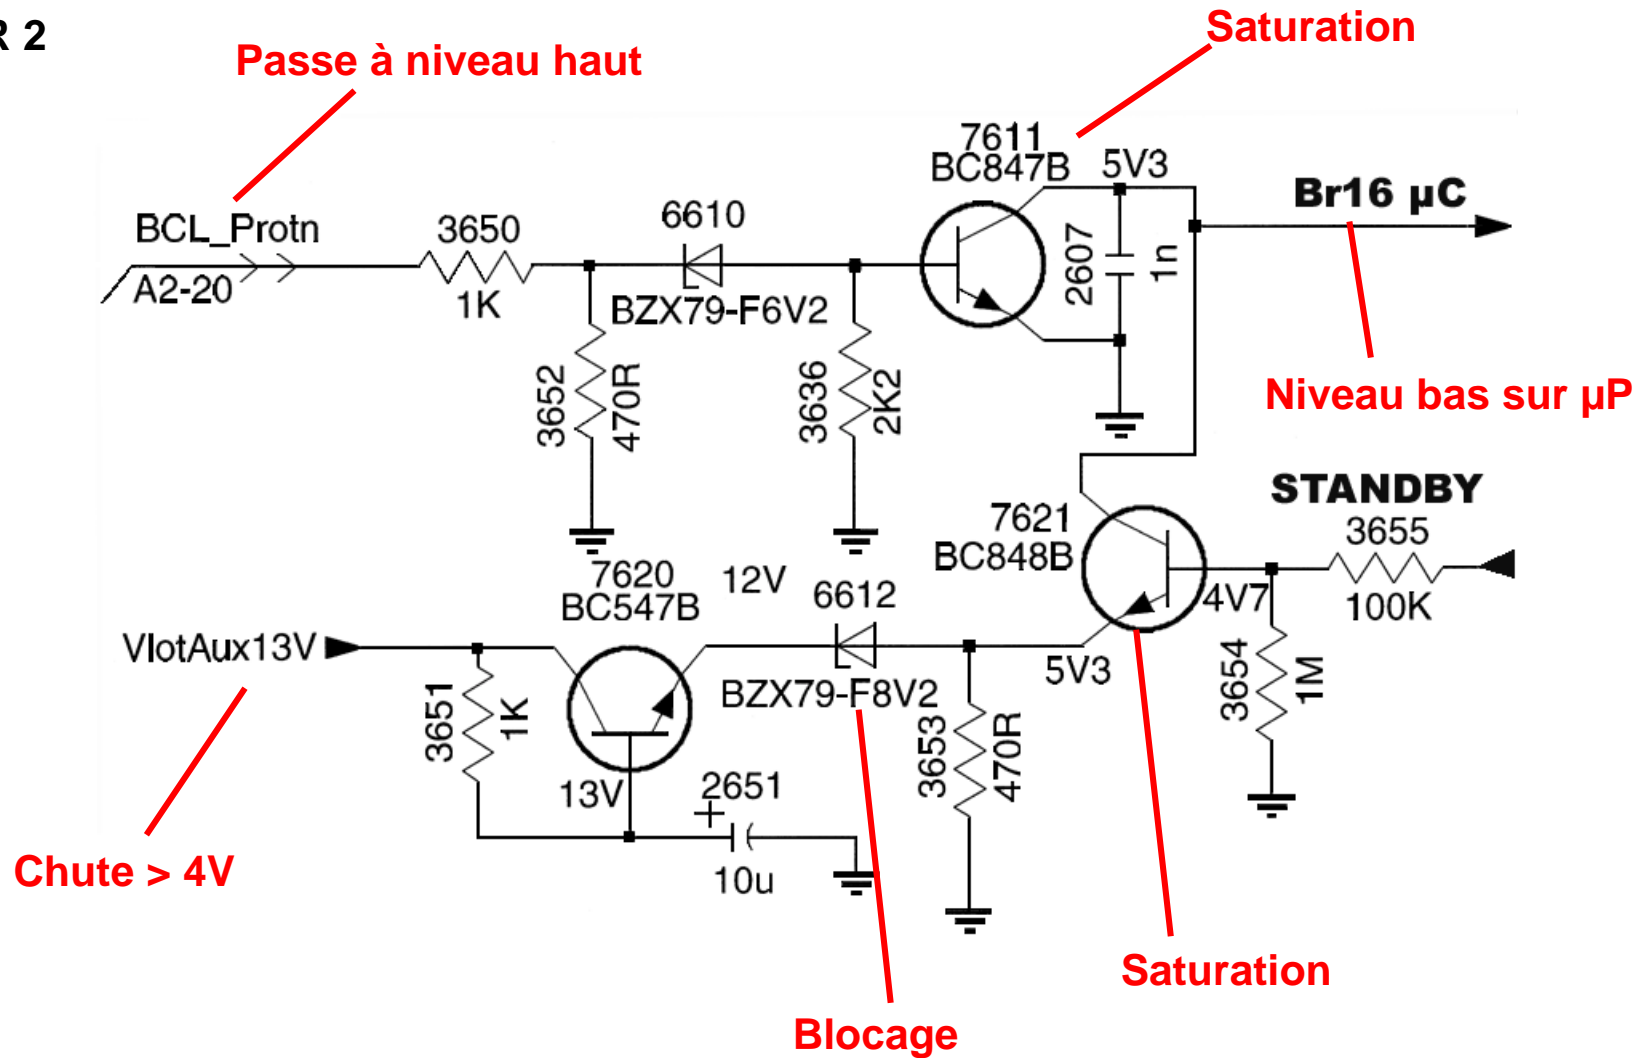 R 2
Saturation
Passe à niveau haut
7611
BC847B
5V3
Br16 µC
BCL_Protn
A2-20
3650
1K
6610
BZX79-F6V2
2607
1n
3652
470R
3636
2K2
Niveau bas sur µP
STANDBY
7621
BC848B
3655
100K
4V7
7620
BC547B
12V
6612
BZX79-F8V2
5V3
VlotAux13V
3651
1K
3653
470R
3654
1M
13V
2651
+
10u
Chute > 4V
Saturation
Blocage